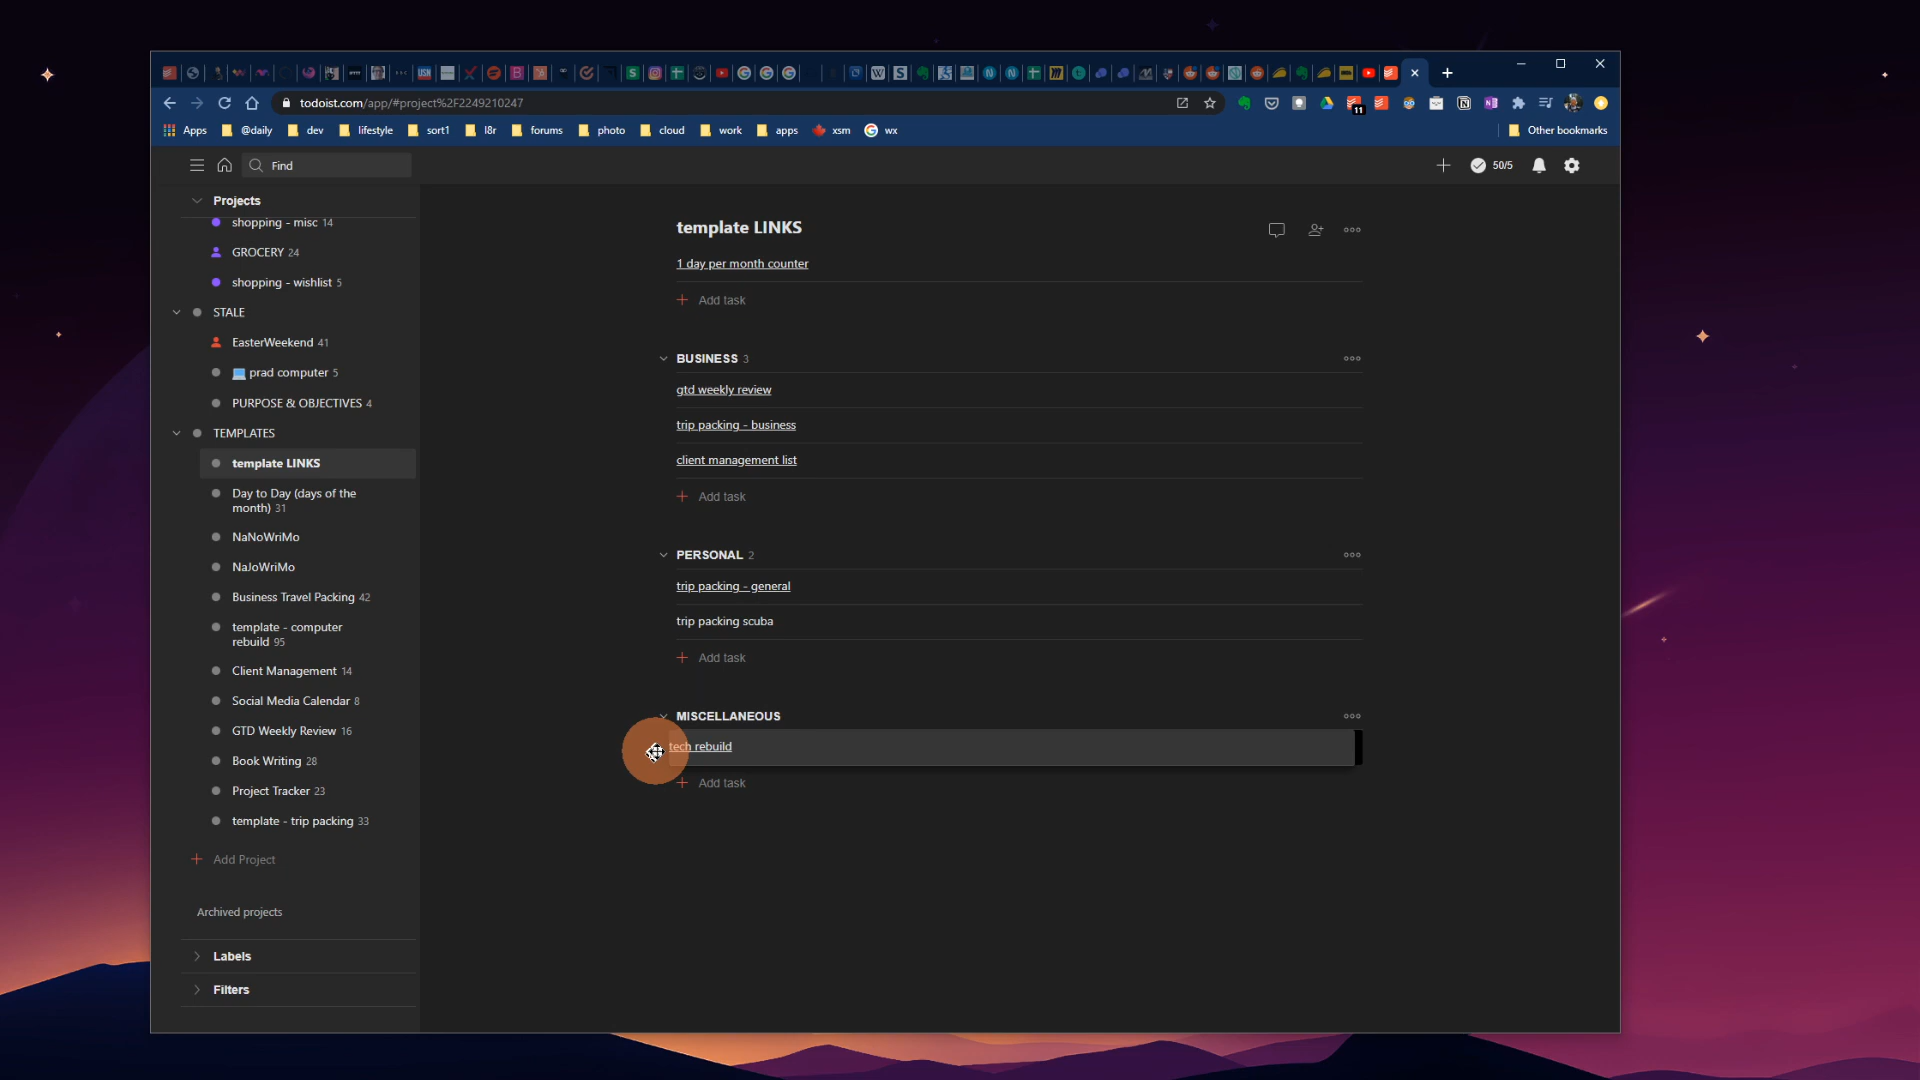 todoist.com/app/#project%2F2249210247
11
Apps @daily dev lifestyle sort1 l8r forums photo cloud work apps xsm wx Other bookmarks
Find
50/5
Projects
shopping - misc 14
GROCERY 24
shopping - wishlist 5
STALE
EasterWeekend 41
prad computer 5
PURPOSE & OBJECTIVES 4
TEMPLATES
template LINKS
Day to Day (days of the
month) 31
NaNoWriMo
NaJoWriMo
Business Travel Packing 42
template - computer
rebuild 95
Client Management 14
Social Media Calendar 8
GTD Weekly Review 16
Book Writing 28
Project Tracker 23
template - trip packing 33
Add Project
Archived projects
Labels
Filters
template LINKS
1 day per month counter
Add task
BUSINESS 3
gtd weekly review
trip packing - business
client management list
Add task
PERSONAL 2
trip packing - general
trip packing scuba
Add task
MISCELLANEOUS
tech rebuild
Add task